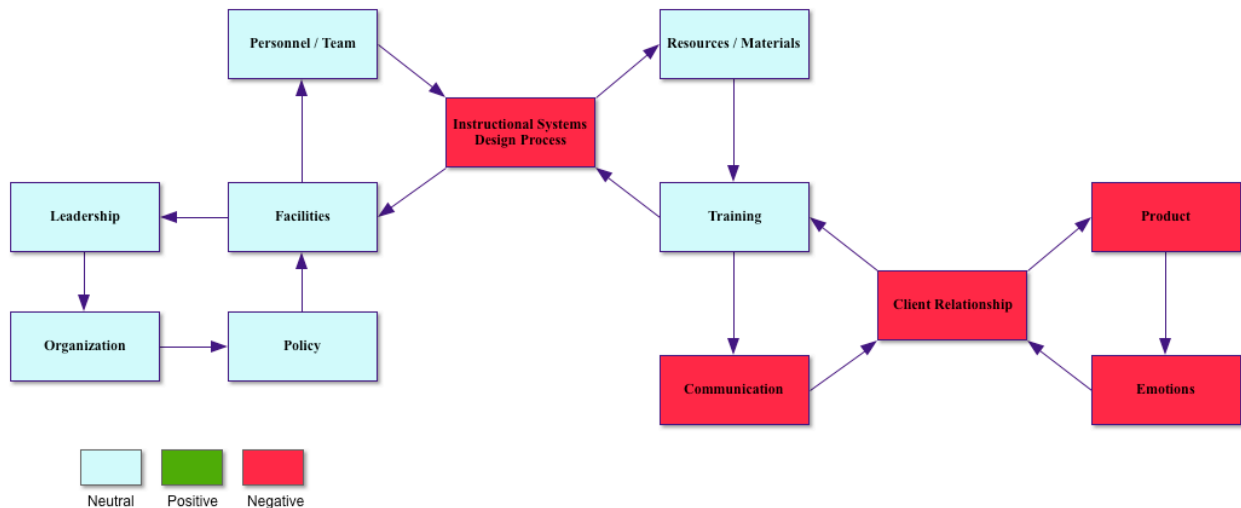 Personnel / Team
Resources / Materials
Instructional Systems
Design Process
Leadership
Facilities
Training
Product
Client Relationship
Organization
Policy
Communication
Emotions
Neutral
Positive
Negative